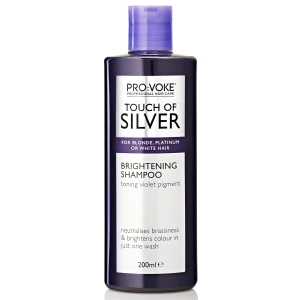 PRO:VOKE®
PROFESSIONAL HAIR CARE
TOUCH OF
SILVER
FOR BLONDE, PLATINUM
OR WHITE HAIR
BRIGHTENING
SHAMPOO
toning violet pigment
neutralises brassiness
& brightens colour in
just one wash
200ml ℮